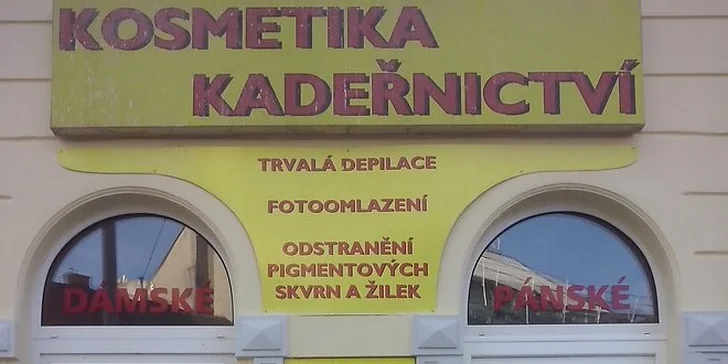 KOSMETIKA
KADEŘNICTVÍ
TRVALÁ DEPILACE
FOTOOMLAZENÍ
ODSTRANĚNÍ
PIGMENTOVÝCH
SKVRN A ŽILEK
DÁMSKÉ
PÁNSKÉ